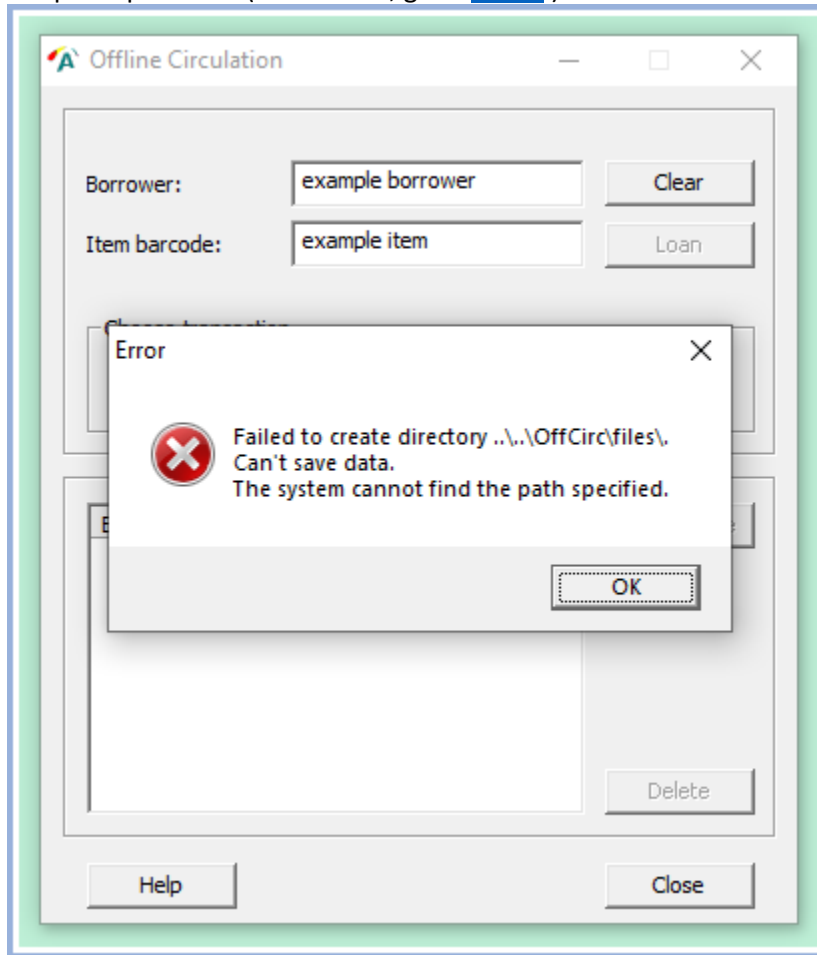 Offline Circulation
Borrower:
example borrower
Clear
Item barcode:
example item
Loan
Error
Failed to create directory ..\..\OffCirc\files\.
Can't save data.
The system cannot find the path specified.
OK
Delete
Help
Close